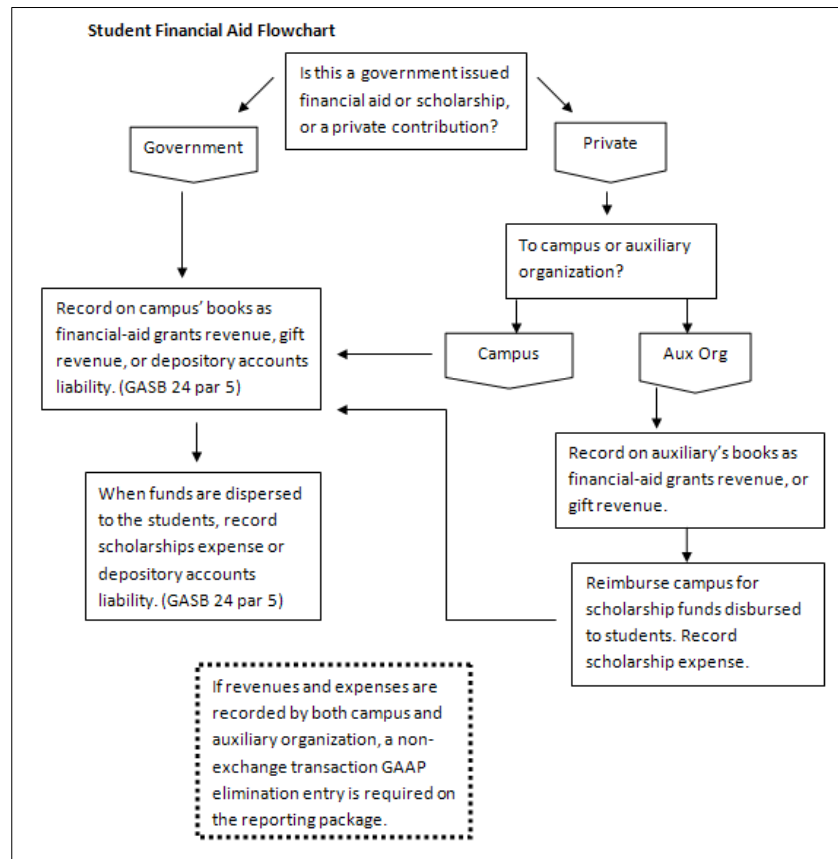 Student Financial Aid Flowchart
Is this a government issued
financial aid or scholarship,
or a private contribution?
Government
Private
To campus or auxiliary
organization?
Record on campus' books as
financial-aid grants revenue, gift
revenue, or depository accounts
liability. (GASB 24 par 5)
Campus
Aux Org
Record on auxiliary's books as
financial-aid grants revenue, or
gift revenue.
When funds are dispersed
to the students, record
scholarships expense or
depository accounts
liability. (GASB 24 par 5)
Reimburse campus for
scholarship funds disbursed
to students. Record
scholarship expense.
If revenues and expenses are
recorded by both campus and
auxiliary organization, a non-
exchange transaction GAAP
elimination entry is required on
the reporting package.